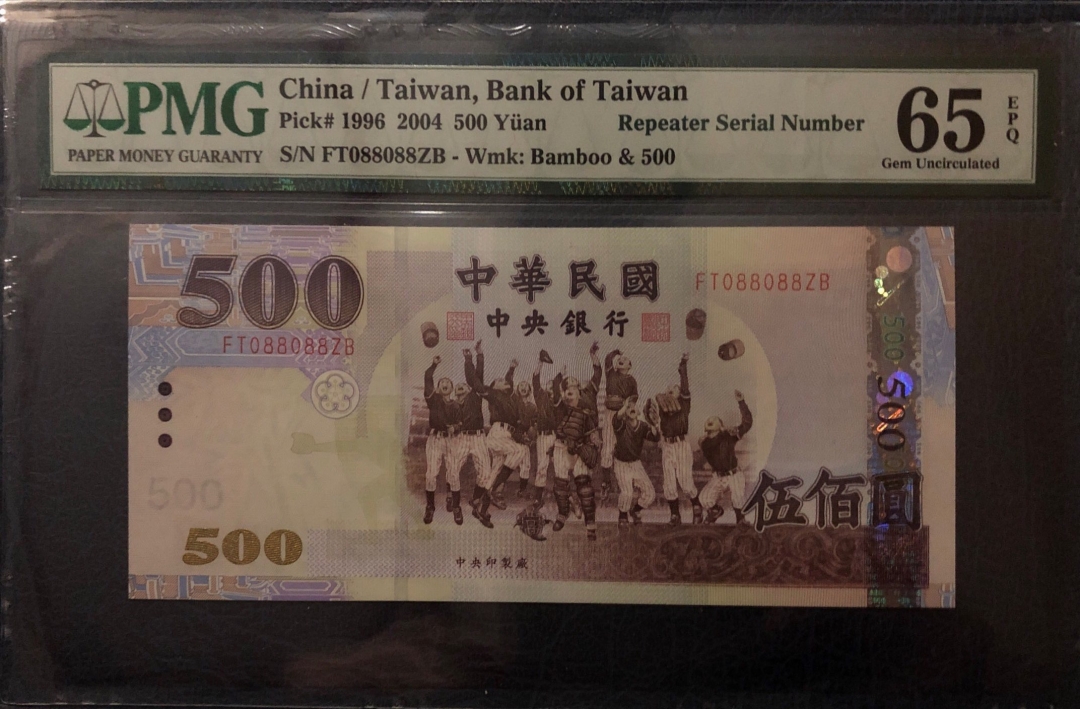 PMG
PAPER MONEY GUARANTY
China / Taiwan, Bank of Taiwan
Pick# 1996 2004 500 Yüan
Repeater Serial Number
S/N FT088088ZB - Wmk: Bamboo & 500
65
EPQ
Gem Uncirculated
500
中華民國
FT088088ZB
中央銀行
FT088088ZB
500
500
500
伍佰圓
500
中央印製廠